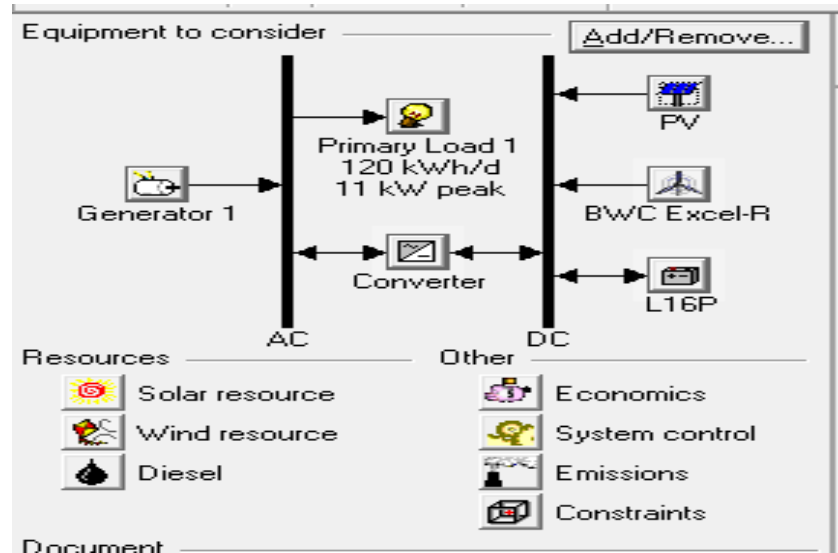 Equipment to consider
Add/Remove...
Primary Load 1
120 kWh/d
11 kW peak
PV
Generator 1
BWC Excel-R
Converter
L16P
AC
DC
Resources
Other
Solar resource
Economics
Wind resource
System control
Diesel
Emissions
Constraints
Document